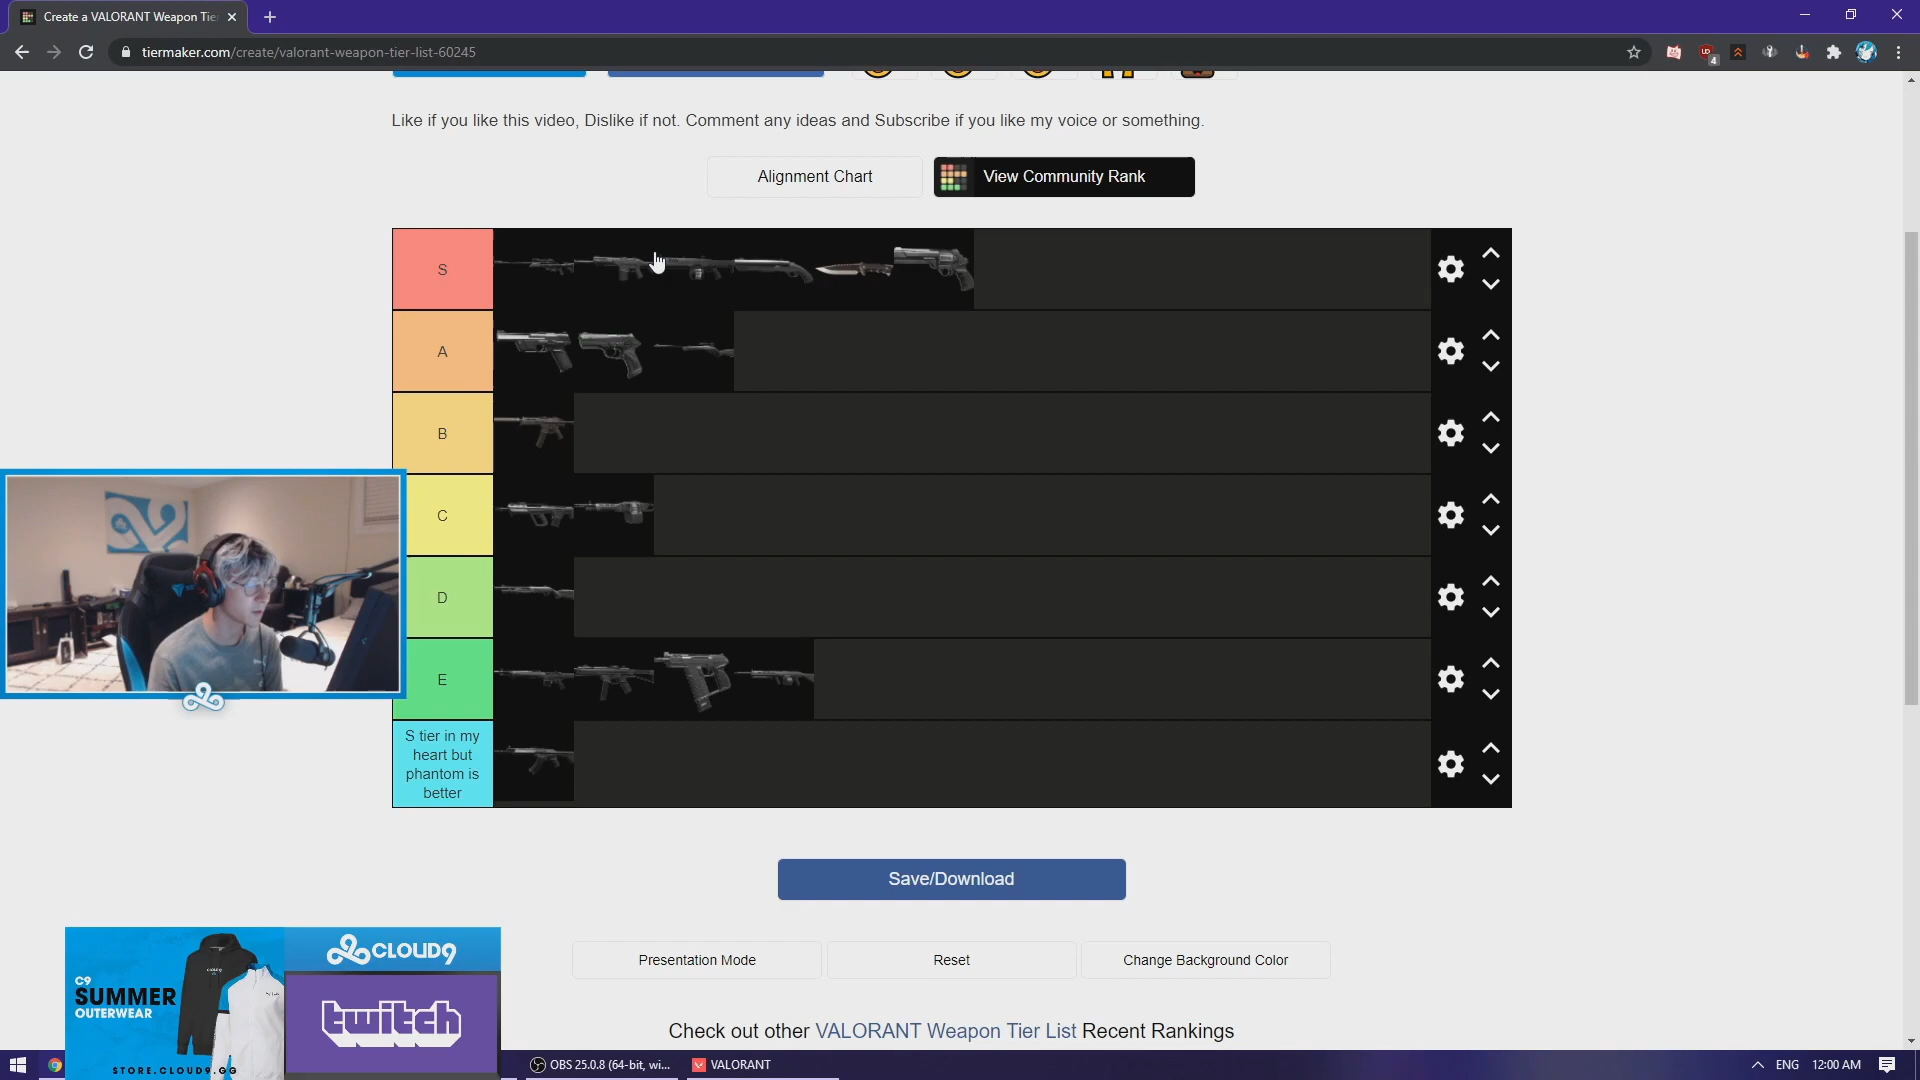 Create a VALORANT Weapon Tie
tiermaker.com/create/valorant-weapon-tier-list-60245
4
Like if you like this video, Dislike if not. Comment any ideas and Subscribe if you like my voice or something.
Alignment Chart
View Community Rank
S
A
B
C
D
E
S tier in my
heart but
phantom is
better
Save/Download
Presentation Mode
Reset
Change Background Color
Check out other VALORANT Weapon Tier List Recent Rankings
C9
SUMMER
OUTERWEAR
STORE.CLOUD9.GG
CLOUD9
twitch
OBS 25.0.8 (64-bit, wi...
VALORANT
ENG
12:00 AM